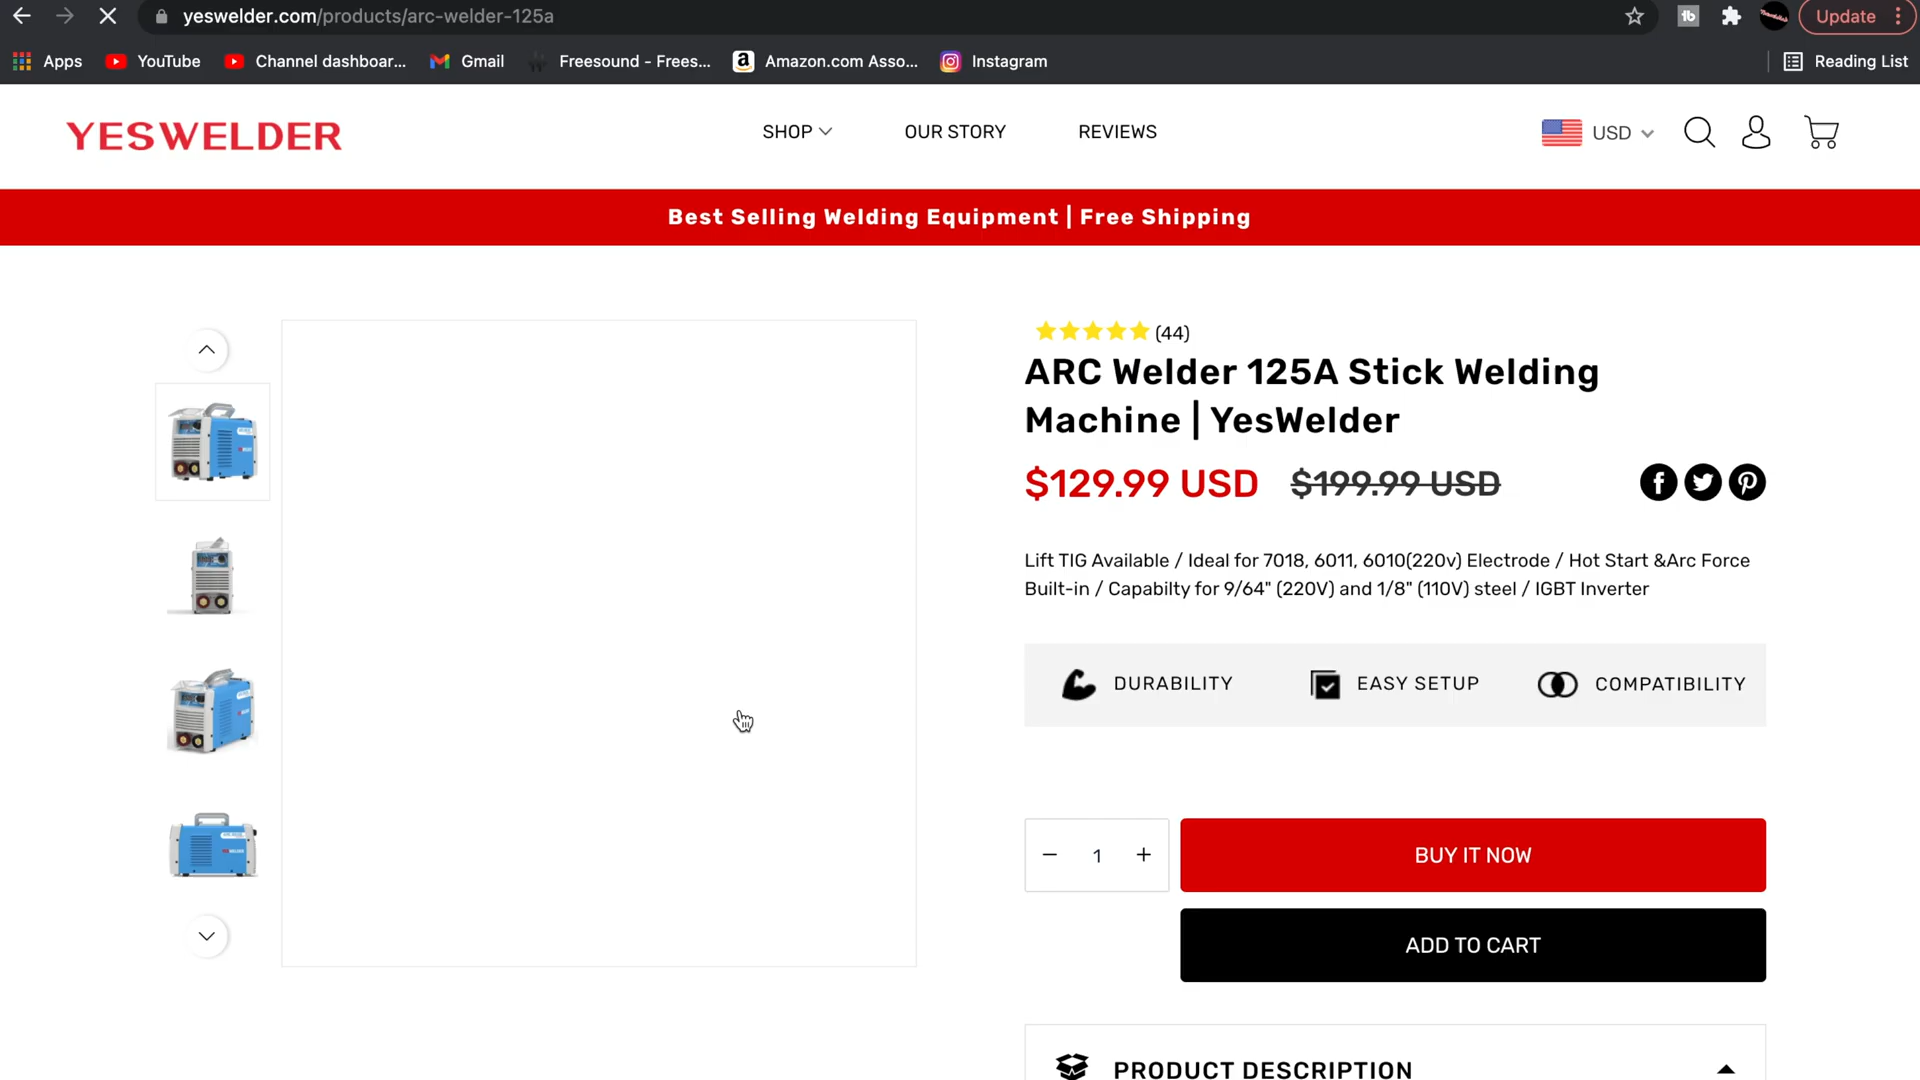 yeswelder.com/products/arc-welder-125a
Update
Apps
YouTube
Channel dashboar...
Gmail
Freesound - Frees...
Amazon.com Asso...
Instagram
Reading List
YESWELDER
SHOP
OUR STORY
REVIEWS
USD
Best Selling Welding Equipment | Free Shipping
(44)
ARC Welder 125A Stick Welding
Machine | YesWelder
$129.99 USD $199.99 USD
Lift TIG Available / Ideal for 7018, 6011, 6010(220v) Electrode / Hot Start &Arc Force
Built-in / Capabilty for 9/64" (220V) and 1/8" (110V) steel / IGBT Inverter
DURABILITY
EASY SETUP
COMPATIBILITY
− 1 +
BUY IT NOW
ADD TO CART
PRODUCT DESCRIPTION